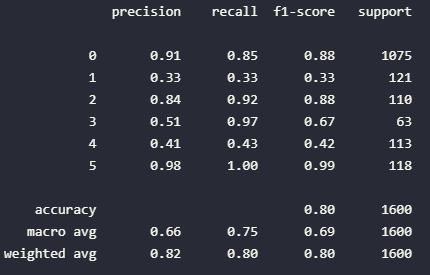 precision recall f1-score support
0 0.91 0.85 0.88 1075
1 0.33 0.33 0.33 121
2 0.84 0.92 0.88 110
3 0.51 0.97 0.67 63
4 0.41 0.43 0.42 113
5 0.98 1.00 0.99 118
accuracy 0.80 1600
macro avg 0.66 0.75 0.69 1600
weighted avg 0.82 0.80 0.80 1600